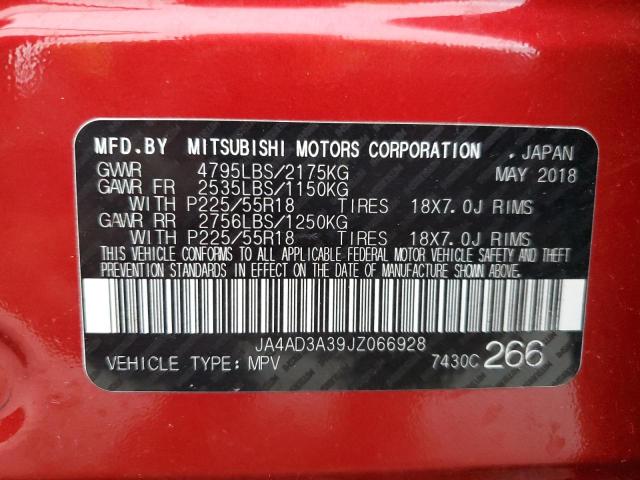 MFD.BY MITSUBISHI MOTORS CORPORATION . JAPAN
GVWR 4795LBS/2175KG MAY 2018
GAWR FR 2535LBS/1150KG
WITH P225/55R18 TIRES 18X7.0J RIMS
GAWR RR 2756LBS/1250KG
WITH P225/55R18 TIRES 18X7.0J RIMS
THIS VEHICLE CONFORMS TO ALL APPLICABLE FEDERAL MOTOR VEHICLE SAFETY AND THEFT
PREVENTION STANDARDS IN EFFECT ON THE DATE OF MANUFACTURE SHOWN ABOVE.
JA4AD3A39JZ066928
VEHICLE TYPE: MPV 7430C 266